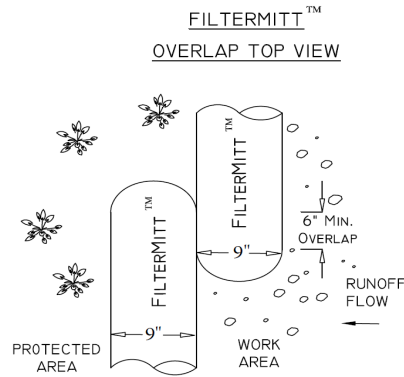 FILTERMITT™
OVERLAP TOP VIEW
FILTERMITT™
FILTERMITT™
6" MIN.
OVERLAP
9"
RUNOFF
FLOW
9"
PROTECTED
AREA
WORK
AREA